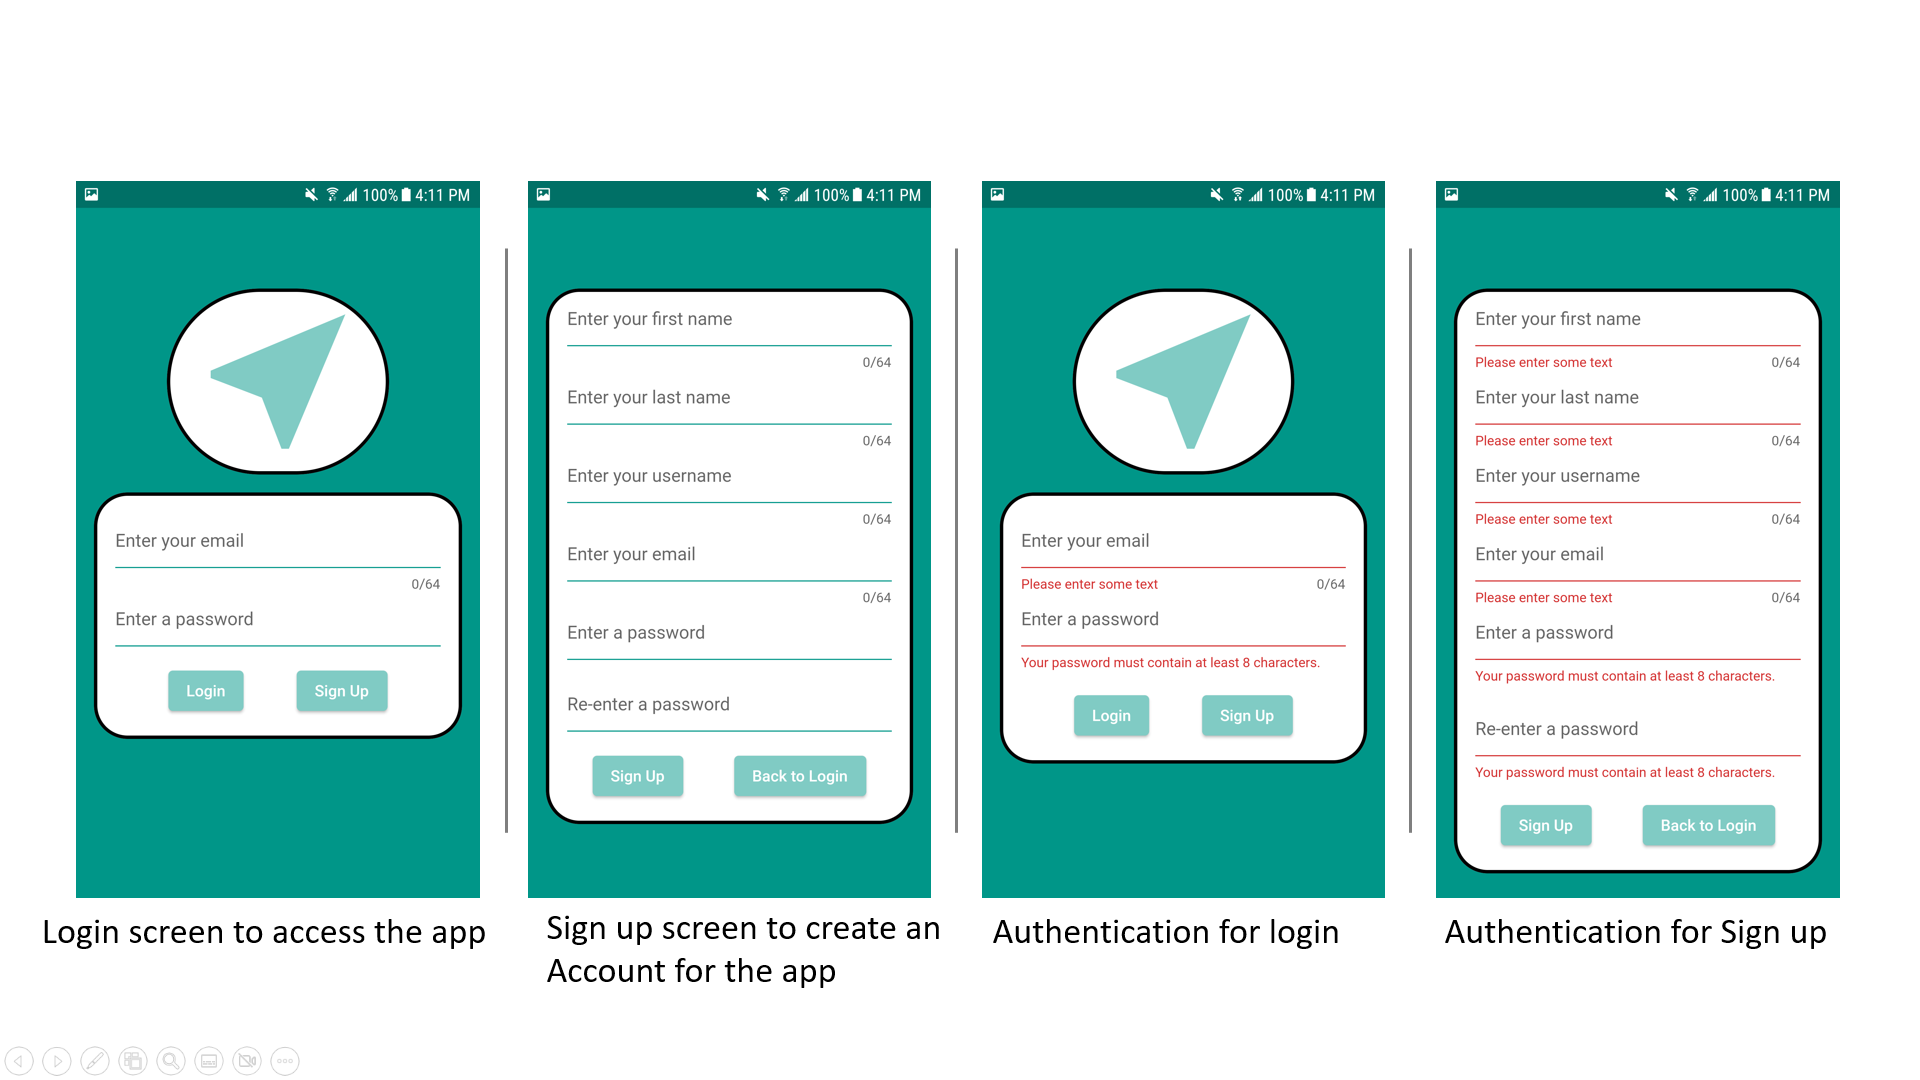 100% 4:11 PM
Enter your email
0/64
Enter a password
Login Sign Up
Login screen to access the app
100% 4:11 PM
Enter your first name
0/64
Enter your last name
0/64
Enter your username
0/64
Enter your email
0/64
Enter a password
Re-enter a password
Sign Up Back to Login
Sign up screen to create an
Account for the app
100% 4:11 PM
Enter your email
Please enter some text 0/64
Enter a password
Your password must contain at least 8 characters.
Login Sign Up
Authentication for login
100% 4:11 PM
Enter your first name
Please enter some text 0/64
Enter your last name
Please enter some text 0/64
Enter your username
Please enter some text 0/64
Enter your email
Please enter some text 0/64
Enter a password
Your password must contain at least 8 characters.
Re-enter a password
Your password must contain at least 8 characters.
Sign Up Back to Login
Authentication for Sign up